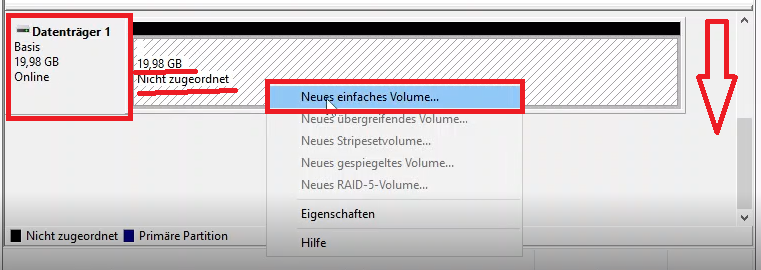 Datenträger 1
Basis
19,98 GB
Online
19,98 GB
Nicht zugeordnet
Neues einfaches Volume...
Neues übergreifendes Volume...
Neues Stripesetvolume...
Neues gespiegeltes Volume...
Neues RAID-5-Volume...
Eigenschaften
Hilfe
Nicht zugeordnet Primäre Partition